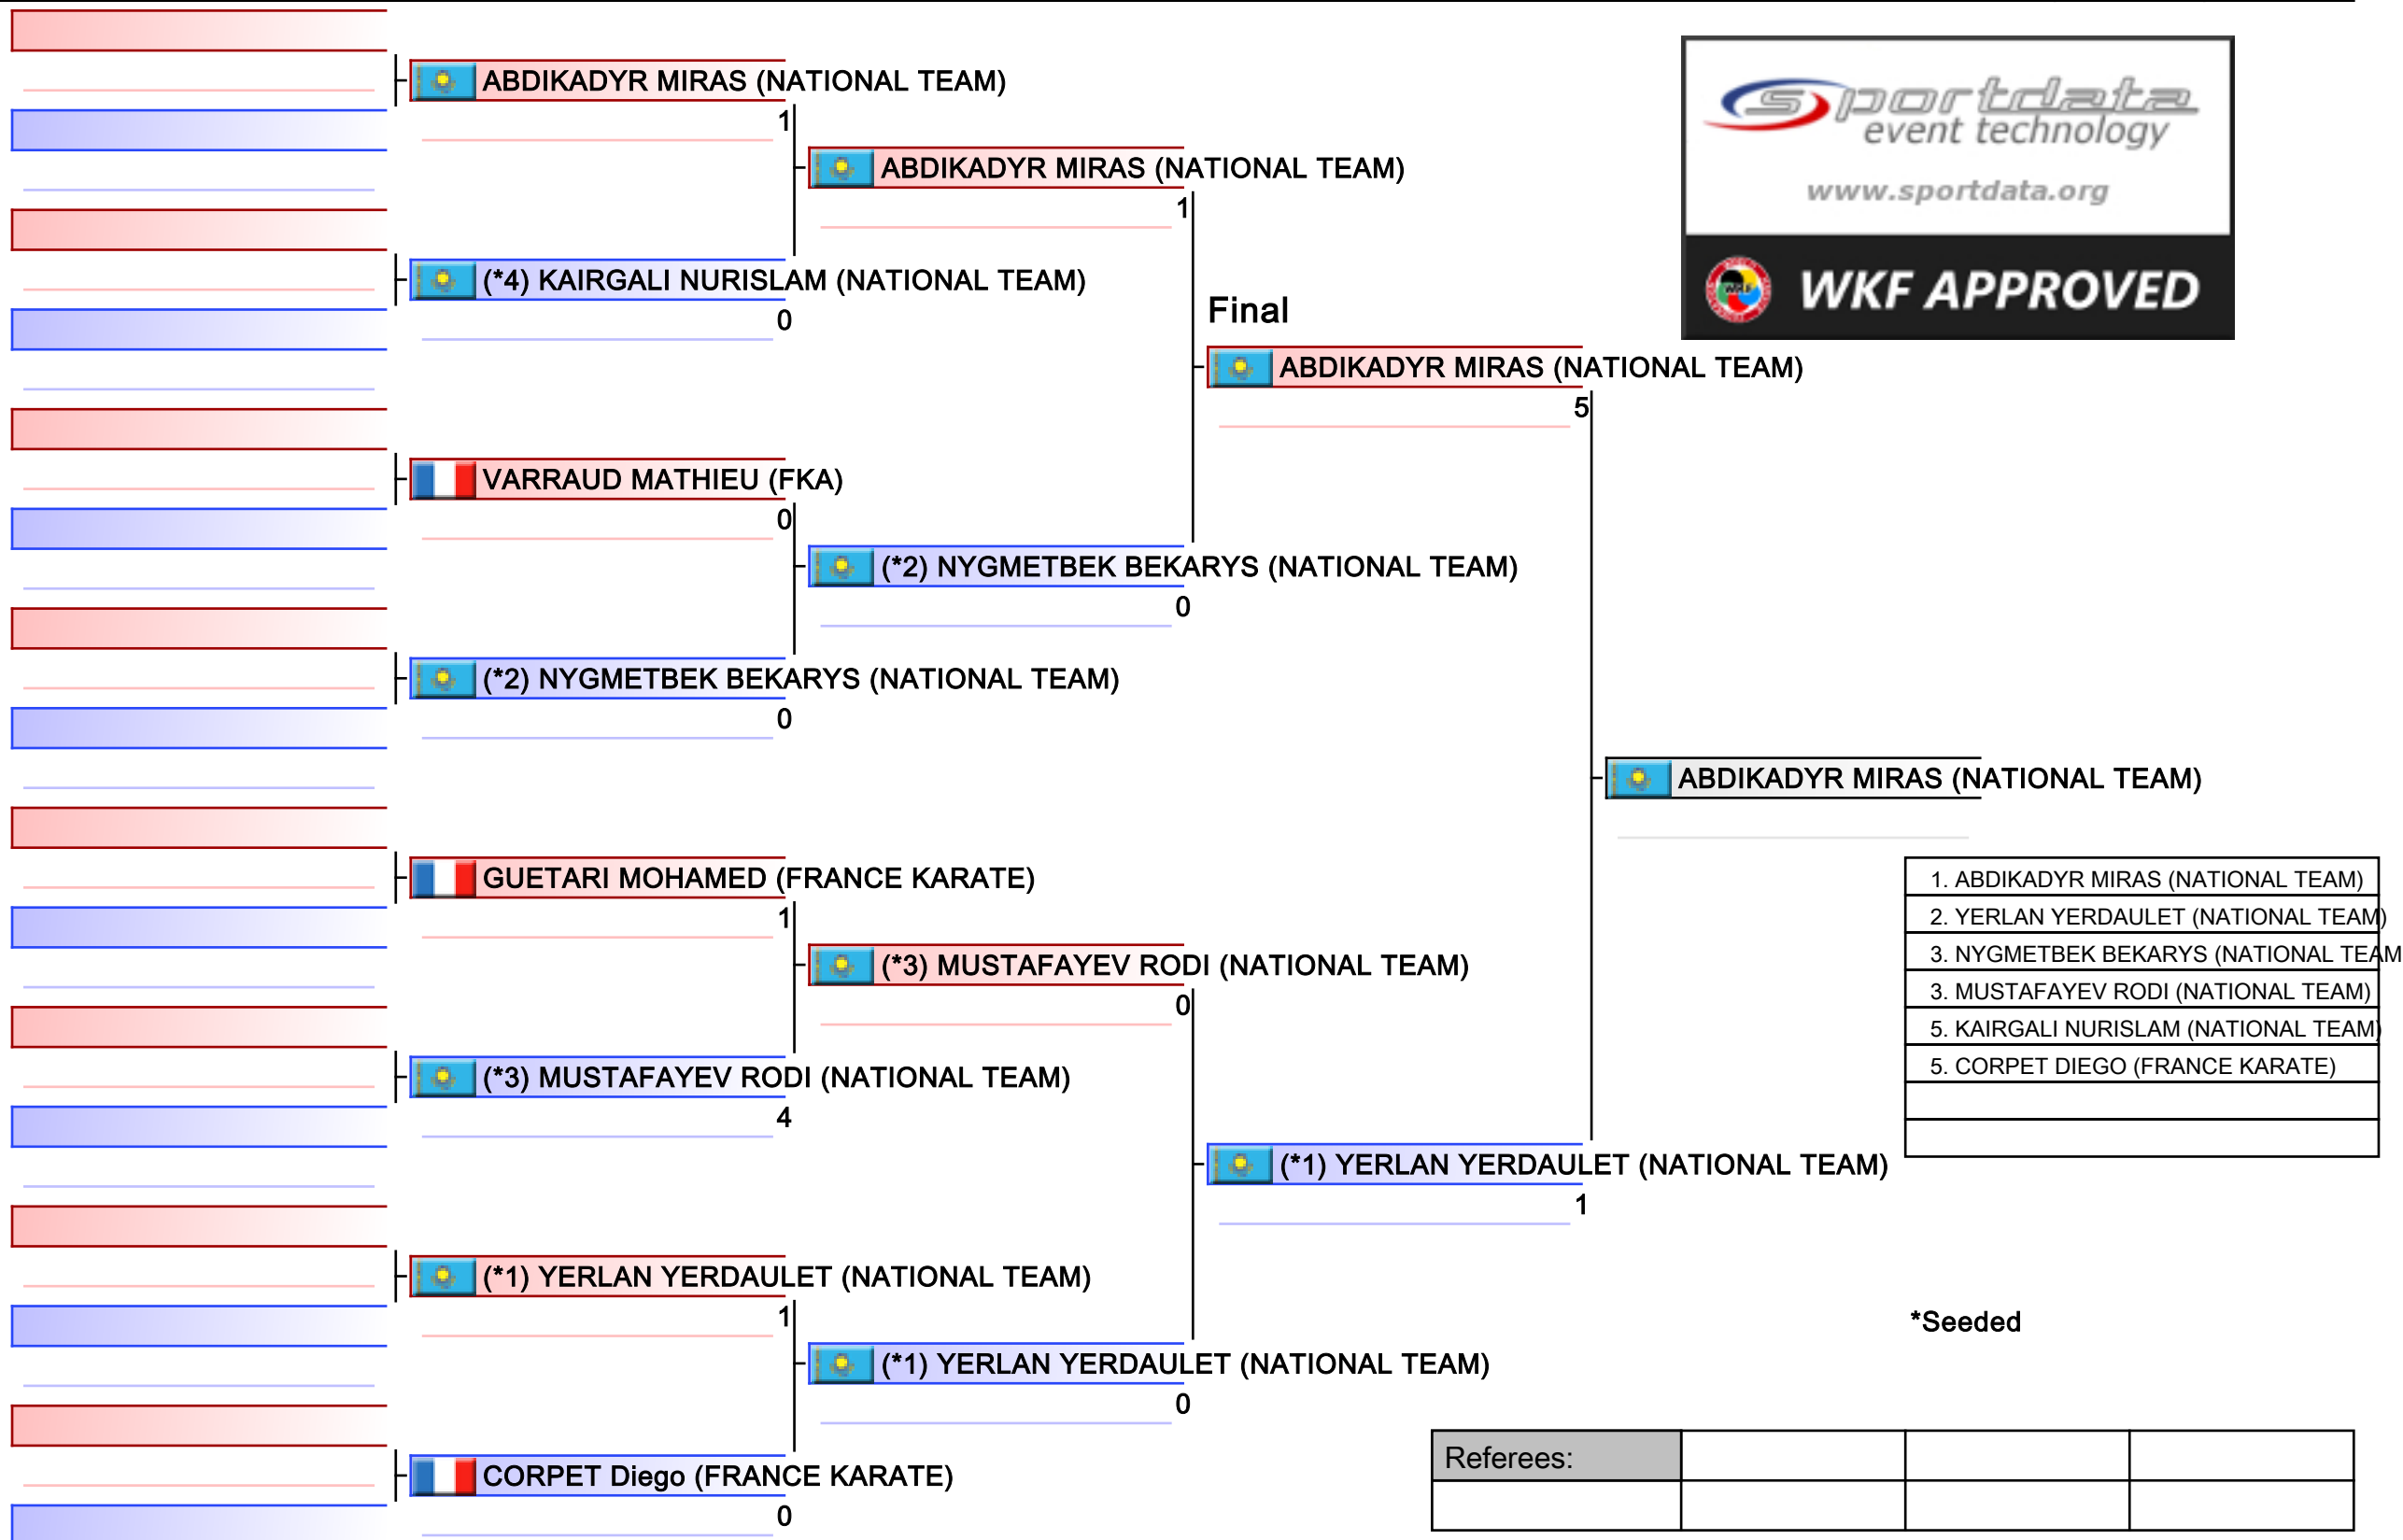 ABDIKADYR MIRAS (NATIONAL TEAM)
1
(*4) KAIRGALI NURISLAM (NATIONAL TEAM)
0
VARRAUD MATHIEU (FKA)
0
(*2) NYGMETBEK BEKARYS (NATIONAL TEAM)
0
GUETARI MOHAMED (FRANCE KARATE)
1
(*3) MUSTAFAYEV RODI (NATIONAL TEAM)
4
(*1) YERLAN YERDAULET (NATIONAL TEAM)
1
CORPET Diego (FRANCE KARATE)
0
ABDIKADYR MIRAS (NATIONAL TEAM)
1
(*2) NYGMETBEK BEKARYS (NATIONAL TEAM)
0
(*3) MUSTAFAYEV RODI (NATIONAL TEAM)
0
(*1) YERLAN YERDAULET (NATIONAL TEAM)
0
Final
ABDIKADYR MIRAS (NATIONAL TEAM)
5
(*1) YERLAN YERDAULET (NATIONAL TEAM)
1
ABDIKADYR MIRAS (NATIONAL TEAM)
sportdata
event technology
www.sportdata.org
WKF
WKF APPROVED
1. ABDIKADYR MIRAS (NATIONAL TEAM)
2. YERLAN YERDAULET (NATIONAL TEAM)
3. NYGMETBEK BEKARYS (NATIONAL TEAM
3. MUSTAFAYEV RODI (NATIONAL TEAM)
5. KAIRGALI NURISLAM (NATIONAL TEAM)
5. CORPET DIEGO (FRANCE KARATE)
*Seeded
Referees: